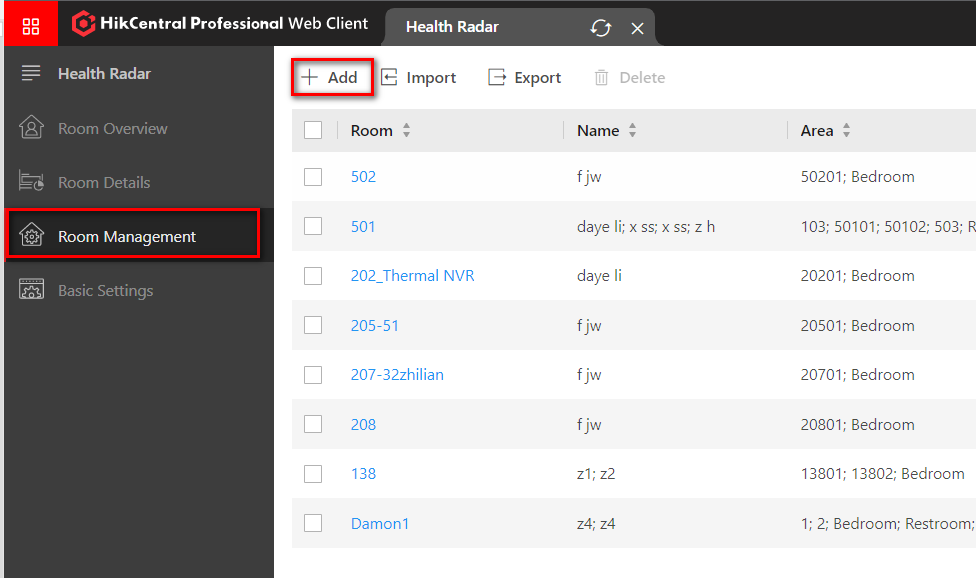 HikCentral Professional Web Client
Health Radar
Health Radar
Room Overview
Room Details
Room Management
Basic Settings
Add Import Export Delete
Room Name Area
502 f jw 50201; Bedroom
501 daye li; x ss; x ss; z h 103; 50101; 50102; 503; R
202_Thermal NVR daye li 20201; Bedroom
205-51 f jw 20501; Bedroom
207-32zhilian f jw 20701; Bedroom
208 f jw 20801; Bedroom
138 z1; z2 13801; 13802; Bedroom
Damon1 z4; z4 1; 2; Bedroom; Restroom;